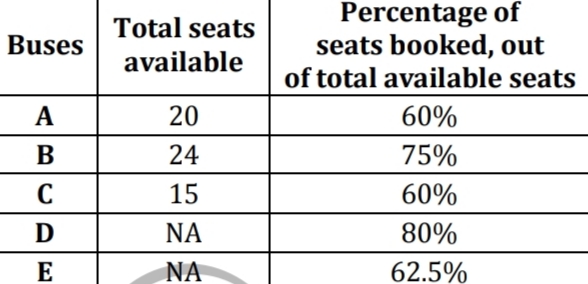 Buses Total seats available Percentage of seats booked, out of total available seats
A 20 60%
B 24 75%
C 15 60%
D NA 80%
E NA 62.5%